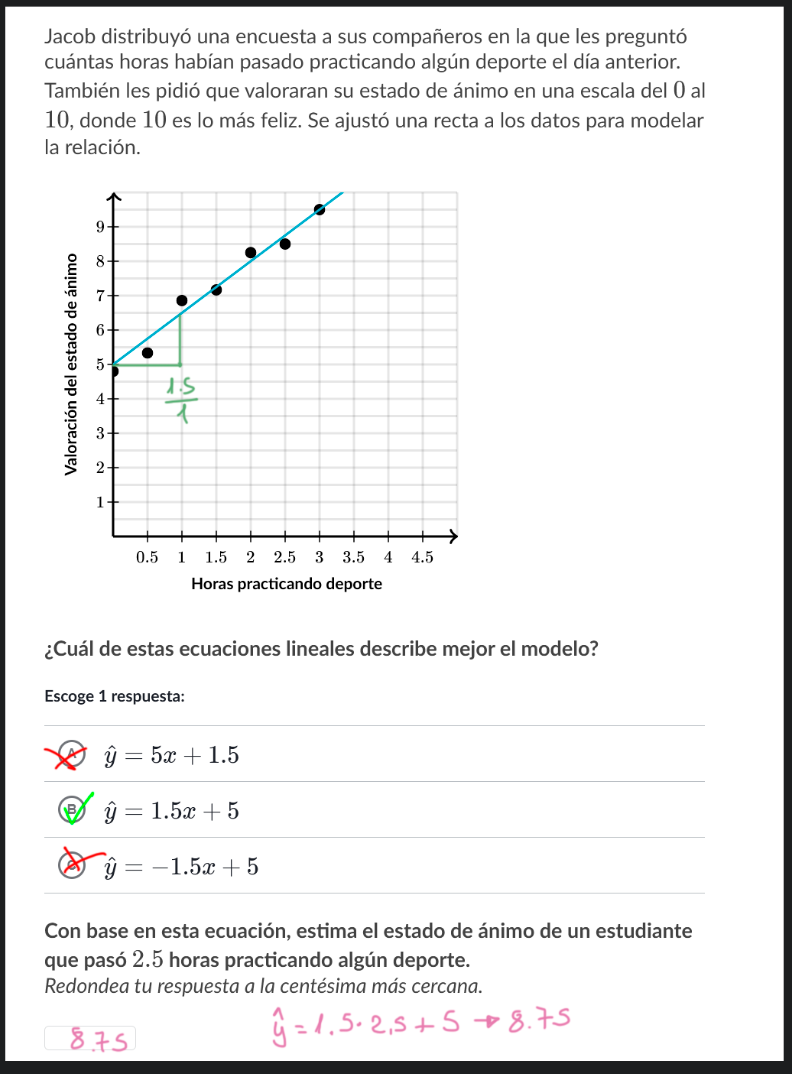 Jacob distribuyó una encuesta a sus compañeros en la que les preguntó
cuántas horas habían pasado practicando algún deporte el día anterior.
También les pidió que valoraran su estado de ánimo en una escala del 0 al
10, donde 10 es lo más feliz. Se ajustó una recta a los datos para modelar
la relación.
Valoración del estado de ánimo
9
8
7
6
5
4
3
2
1
1.5
1
0.5 1 1.5 2 2.5 3 3.5 4 4.5
Horas practicando deporte
¿Cuál de estas ecuaciones lineales describe mejor el modelo?
Escoge 1 respuesta:
A ŷ = 5x + 1.5
B ŷ = 1.5x + 5
C ŷ = −1.5x + 5
Con base en esta ecuación, estima el estado de ánimo de un estudiante
que pasó 2.5 horas practicando algún deporte.
Redondea tu respuesta a la centésima más cercana.
8.75
ŷ = 1.5· 2,5 + 5 → 8.75